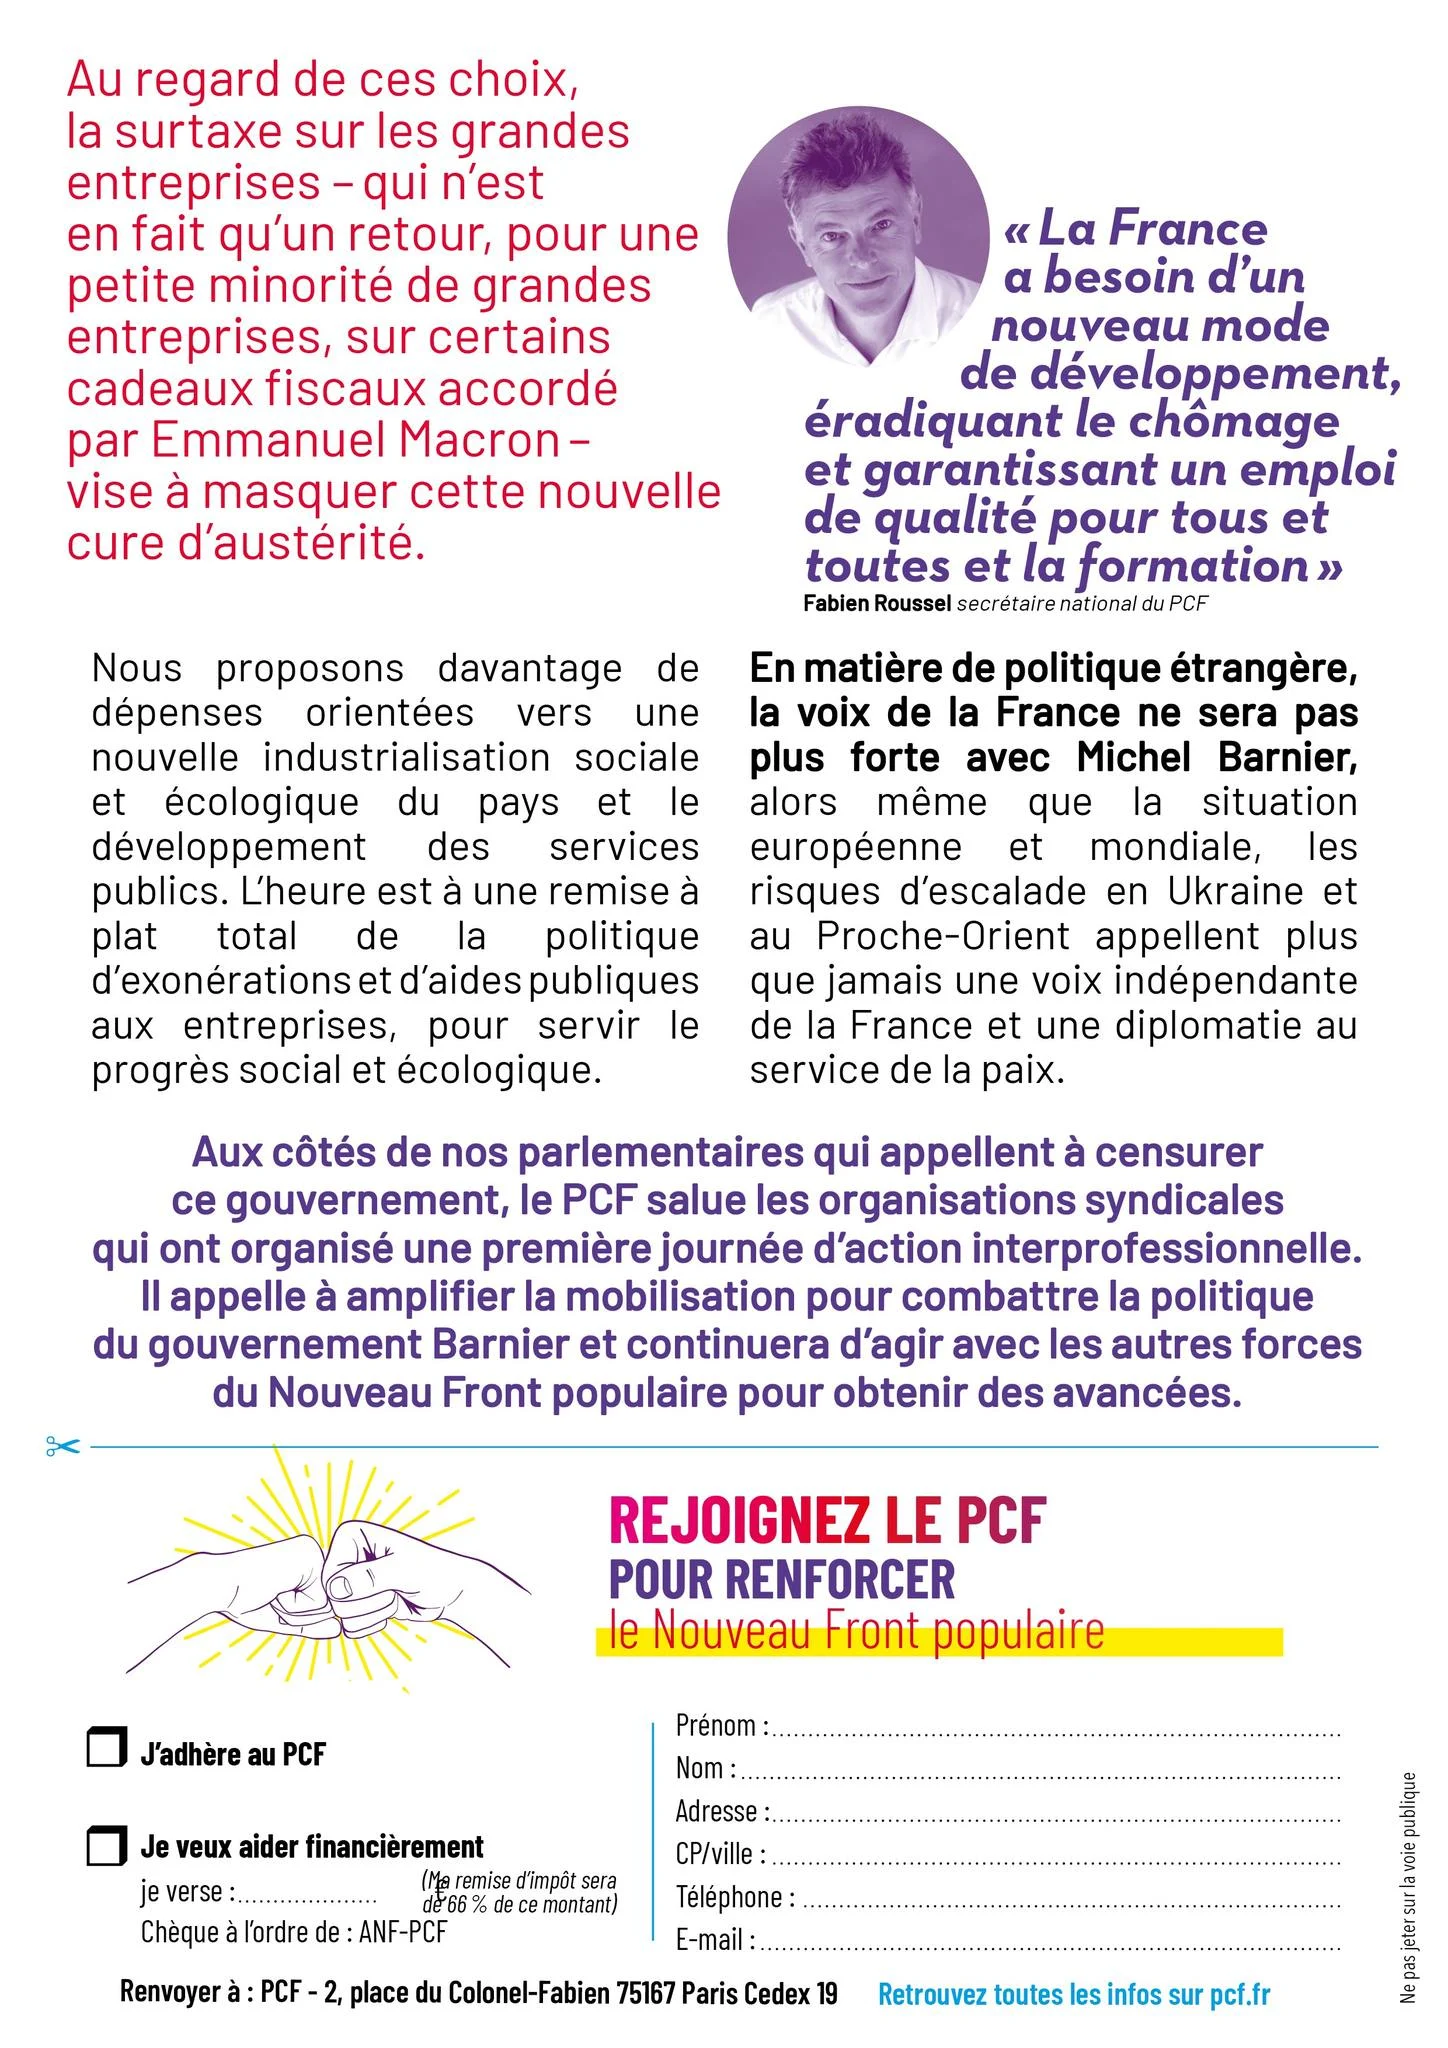 Au regard de ces choix,
la surtaxe sur les grandes
entreprises – qui n’est
en fait qu’un retour, pour une
petite minorité de grandes
entreprises, sur certains
cadeaux fiscaux accordé
par Emmanuel Macron –
vise à masquer cette nouvelle
cure d’austérité.
« La France
a besoin d’un
nouveau mode
de développement,
éradiquant le chômage
et garantissant un emploi
de qualité pour tous et
toutes et la formation »
Fabien Roussel secrétaire national du PCF
Nous proposons davantage de
dépenses orientées vers une
nouvelle industrialisation sociale
et écologique du pays et le
développement des services
publics. L’heure est à une remise à
plat total de la politique
d’exonérations et d’aides publiques
aux entreprises, pour servir le
progrès social et écologique.
En matière de politique étrangère,
la voix de la France ne sera pas
plus forte avec Michel Barnier,
alors même que la situation
européenne et mondiale, les
risques d’escalade en Ukraine et
au Proche-Orient appellent plus
que jamais une voix indépendante
de la France et une diplomatie au
service de la paix.
Aux côtés de nos parlementaires qui appellent à censurer
ce gouvernement, le PCF salue les organisations syndicales
qui ont organisé une première journée d’action interprofessionnelle.
Il appelle à amplifier la mobilisation pour combattre la politique
du gouvernement Barnier et continuera d’agir avec les autres forces
du Nouveau Front populaire pour obtenir des avancées.
REJOIGNEZ LE PCF
POUR RENFORCER
le Nouveau Front populaire
J’adhère au PCF
Je veux aider financièrement
je verse :.................... €
(Ma remise d’impôt sera
de 66 % de ce montant)
Chèque à l’ordre de : ANF-PCF
Prénom :................................................................................
Nom :................................................................................
Adresse :................................................................................
CP/ville :................................................................................
Téléphone :................................................................................
E-mail :................................................................................
Renvoyer à : PCF - 2, place du Colonel-Fabien 75167 Paris Cedex 19
Retrouvez toutes les infos sur pcf.fr
Ne pas jeter sur la voie publique